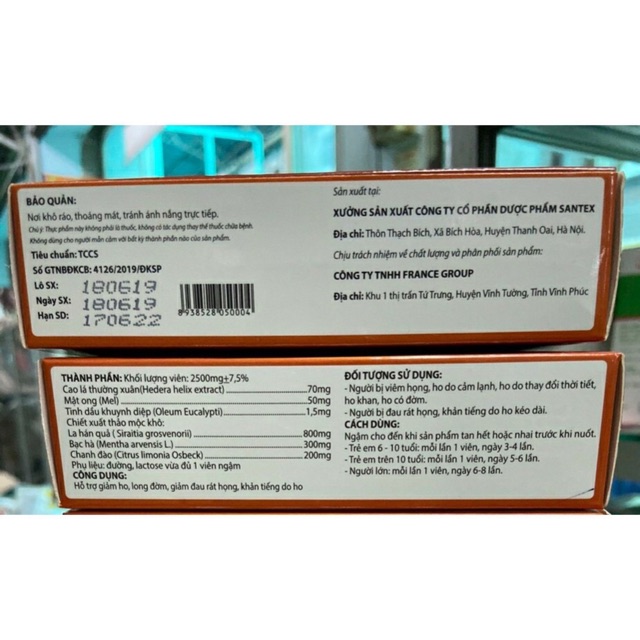 BẢO QUẢN:
Nơi khô ráo, thoáng mát, tránh ánh nắng trực tiếp.
Chú ý: Thực phẩm này không phải là thuốc, không có tác dụng thay thế thuốc chữa bệnh.
Không dùng cho người mẫn cảm với bất kỳ thành phần nào của sản phẩm.
Tiêu chuẩn: TCCS
Số GTNBĐKCB: 4126/2019/ĐKSP
Lô SX: 180619
Ngày SX: 180619
Hạn SD: 170622
8938528050004
Sản xuất tại:
XƯỞNG SẢN XUẤT CÔNG TY CỔ PHẦN DƯỢC PHẨM SANTEX
Địa chỉ: Thôn Thạch Bích, Xã Bích Hòa, Huyện Thanh Oai, Hà Nội.
Chịu trách nhiệm về chất lượng và phân phối sản phẩm:
CÔNG TY TNHH FRANCE GROUP
Địa chỉ: Khu 1 thị trấn Tứ Trưng, Huyện Vĩnh Tường, Tỉnh Vĩnh Phúc
THÀNH PHẦN: Khối lượng viên: 2500mg±7,5%
Cao lá thường xuân(Hedera helix extract) 70mg
Mật ong (Mel) 50mg
Tinh dầu khuynh diệp (Oleum Eucalypti) 1,5mg
Chiết xuất thảo mộc khô:
La hán quả ( Siraitia grosvenorii) 800mg
Bạc hà (Mentha arvensis L.) 300mg
Chanh đào (Citrus limonia Osbeck) 200mg
Phụ liệu: đường, lactose vừa đủ 1 viên ngậm
CÔNG DỤNG:
Hỗ trợ giảm ho, long đờm, giảm đau rát họng, khản tiếng do ho
ĐỐI TƯỢNG SỬ DỤNG:
- Người bị viêm họng, ho do cảm lạnh, ho do thay đổi thời tiết,
ho khan, ho có đờm.
- Người bị đau rát họng, khản tiếng do ho kéo dài.
CÁCH DÙNG:
Ngậm cho đến khi sản phẩm tan hết hoặc nhai trước khi nuốt.
- Trẻ em 6 - 10 tuổi: mỗi lần 1 viên, ngày 3-4 lần.
- Trẻ em trên 10 tuổi: mỗi lần 1 viên, ngày 5-6 lần.
- Người lớn: mỗi lần 1 viên, ngày 6-8 lần.